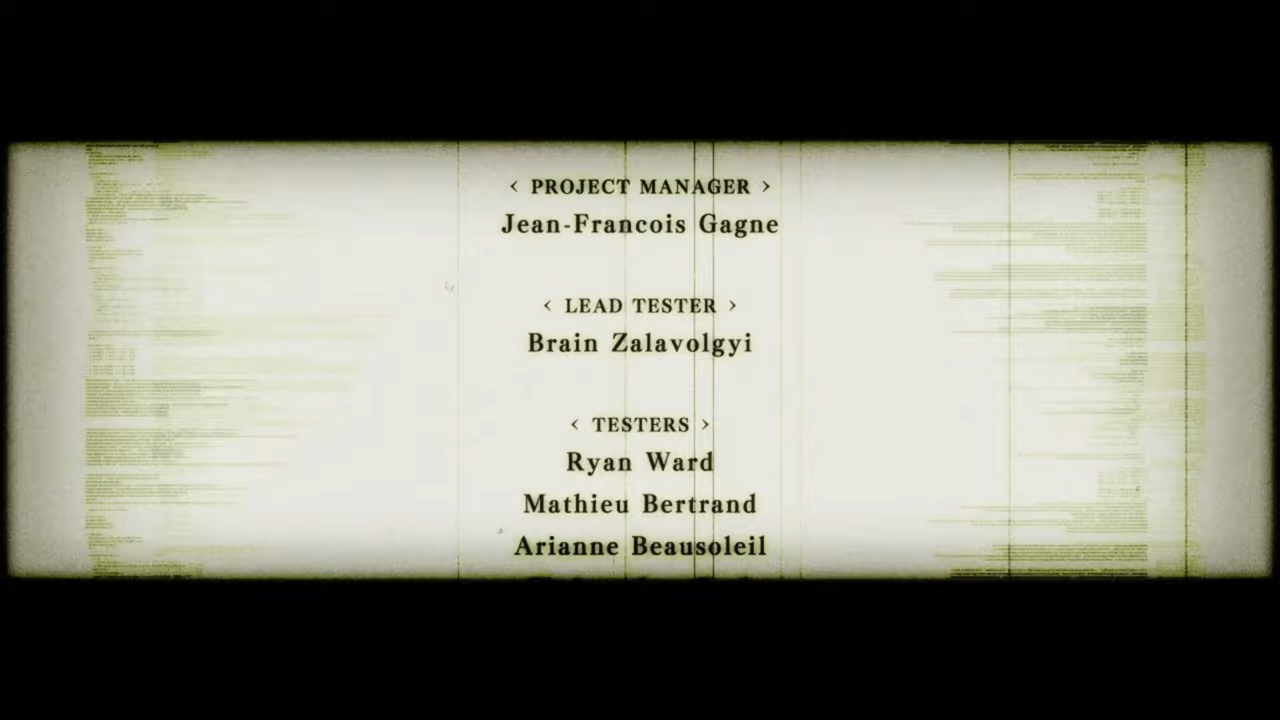 ‹ PROJECT MANAGER ›
Jean-Francois Gagne
‹ LEAD TESTER ›
Brain Zalavolgyi
‹ TESTERS ›
Ryan Ward
Mathieu Bertrand
Arianne Beausoleil